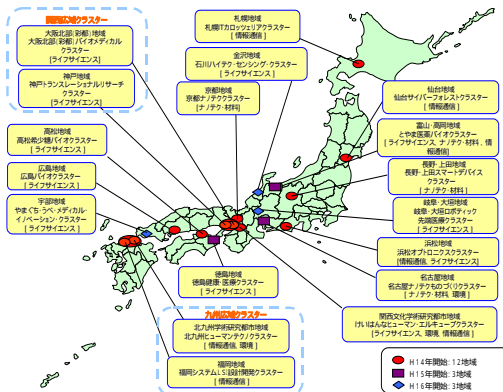 関西広域クラスター
大阪北部(彩都)地域
大阪北部(彩都)バイオメディカル
クラスター
[ライフサイエンス]
神戸地域
神戸トランスレーショナルリサーチ
クラスター
[ライフサイエンス]
高松地域
高松希少糖バイオクラスター
[ ライフサイエンス ]
広島地域
広島バイオクラスター
[ ライフサイエンス ]
宇部地域
やまぐち・うべ・メディカル・
イノベーション・クラスター
[ ライフサイエンス ]
札幌地域
札幌ITカロッツェリアクラスター
[ 情報通信 ]
金沢地域
石川ハイテク・センシング・クラスター
[ ライフサイエンス ]
京都地域
京都ナノテククラスター
[ ナノテク・材料]
仙台地域
仙台サイバーフォレストクラスター
[ 情報通信]
富山・高岡地域
とやま医薬バイオクラスター
[ ライフサイエンス, ナノテク・材料 , 情報通信]
長野・上田地域
長野・上田スマートデバイス
クラスター
[ ナノテク・材料]
岐阜・大垣地域
岐阜・大垣ロボティック
先端医療クラスター
[ ライフサイエンス ]
浜松地域
浜松オプトロニクスクラスター
[情報通信, ライフサイエンス]
名古屋地域
名古屋ナノテクものづくりクラスター
[ ナノテク・材料, 環境 ]
関西文化学術研究都市地域
けいはんなヒューマン・エルキューブクラスター
[ライフサイエンス, 環境, 情報通信 ]
徳島地域
徳島健康・医療クラスター
[ ライフサイエンス ]
九州広域クラスター
北九州学術研究都市地域
北九州ヒューマンテクノクラスター
[ 情報通信, 環境 ]
福岡地域
福岡システムLSI設計開発クラスター
[ 情報通信 ]
H14年開始: 12地域
H15年開始: 3地域
H16年開始: 3地域